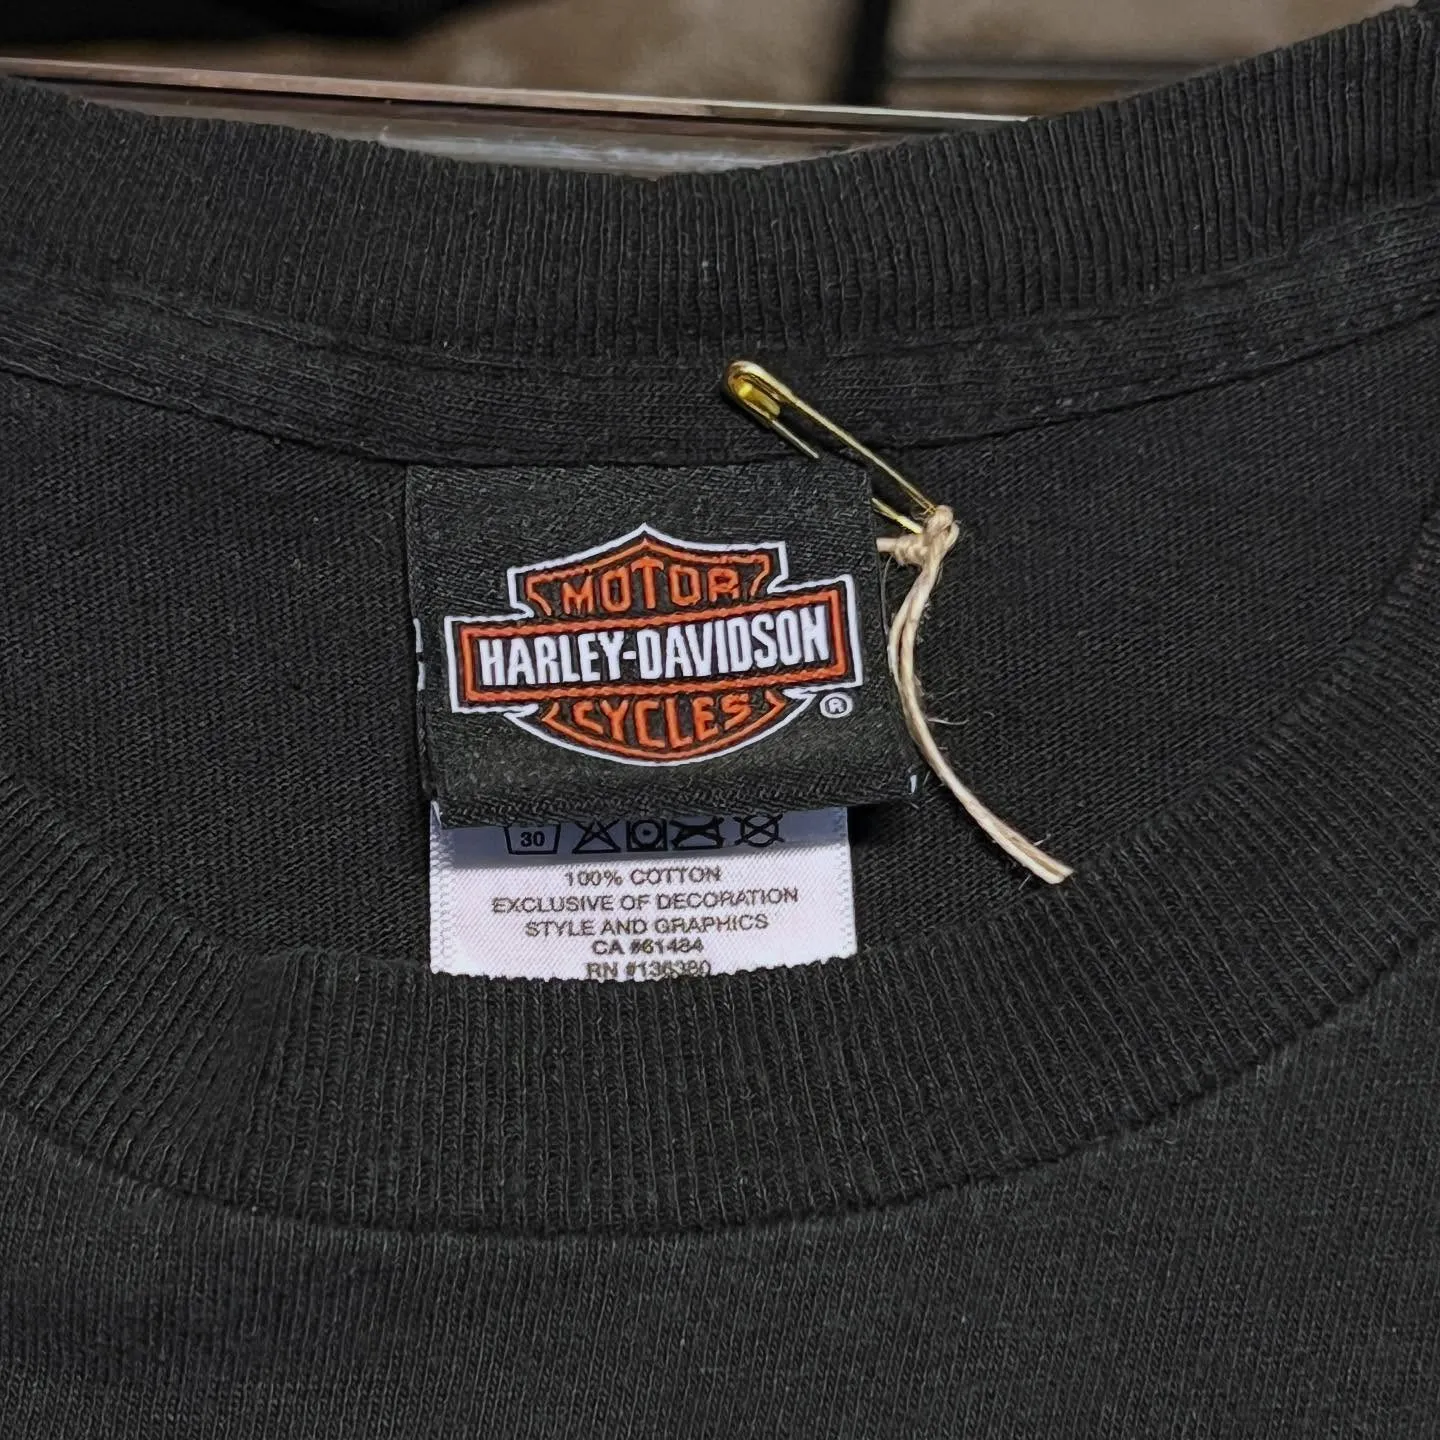 MOTOR
HARLEY-DAVIDSON
CYCLES
®
30
100% COTTON
EXCLUSIVE OF DECORATION
STYLE AND GRAPHICS
CA #61484
RN #136380